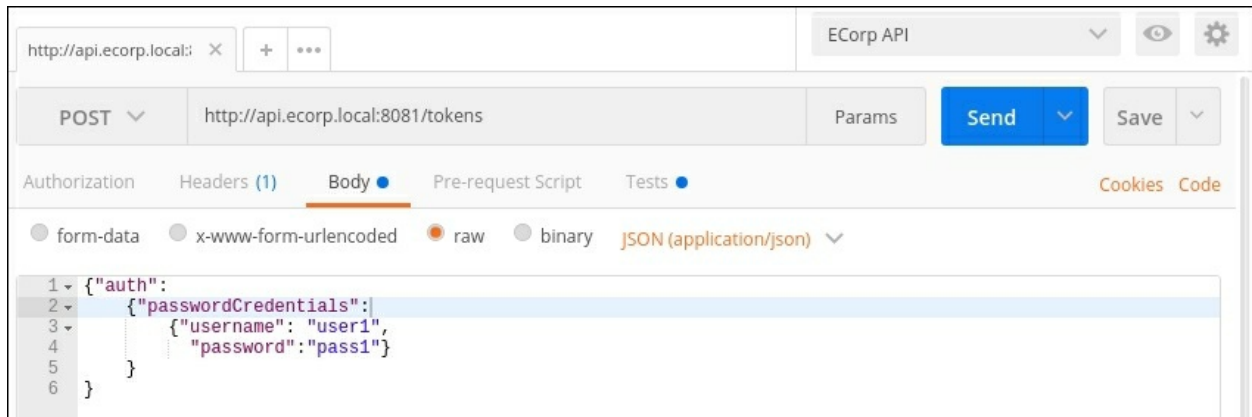 http://api.ecorp.local:8
ECorp API
POST http://api.ecorp.local:8081/tokens Params Send Save
Authorization Headers (1) Body Pre-request Script Tests Cookies Code
form-data x-www-form-urlencoded raw binary JSON (application/json)
1 {"auth":
2 {"passwordCredentials":
3 {"username": "user1",
4 "password":"pass1"}
5 }
6 }